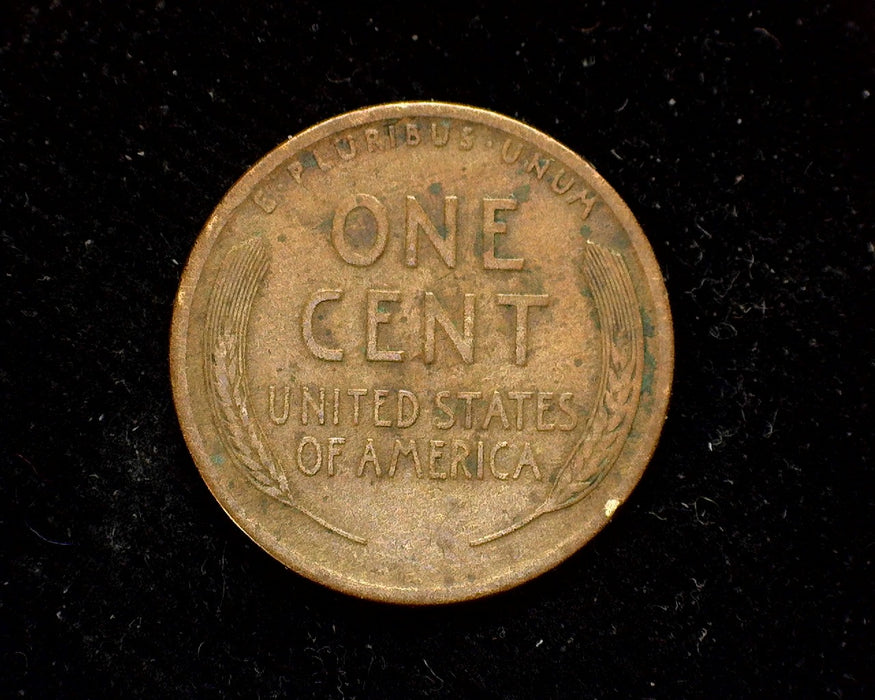 E·PLURIBUS·UNUM
ONE
CENT
UNITED STATES
OF AMERICA